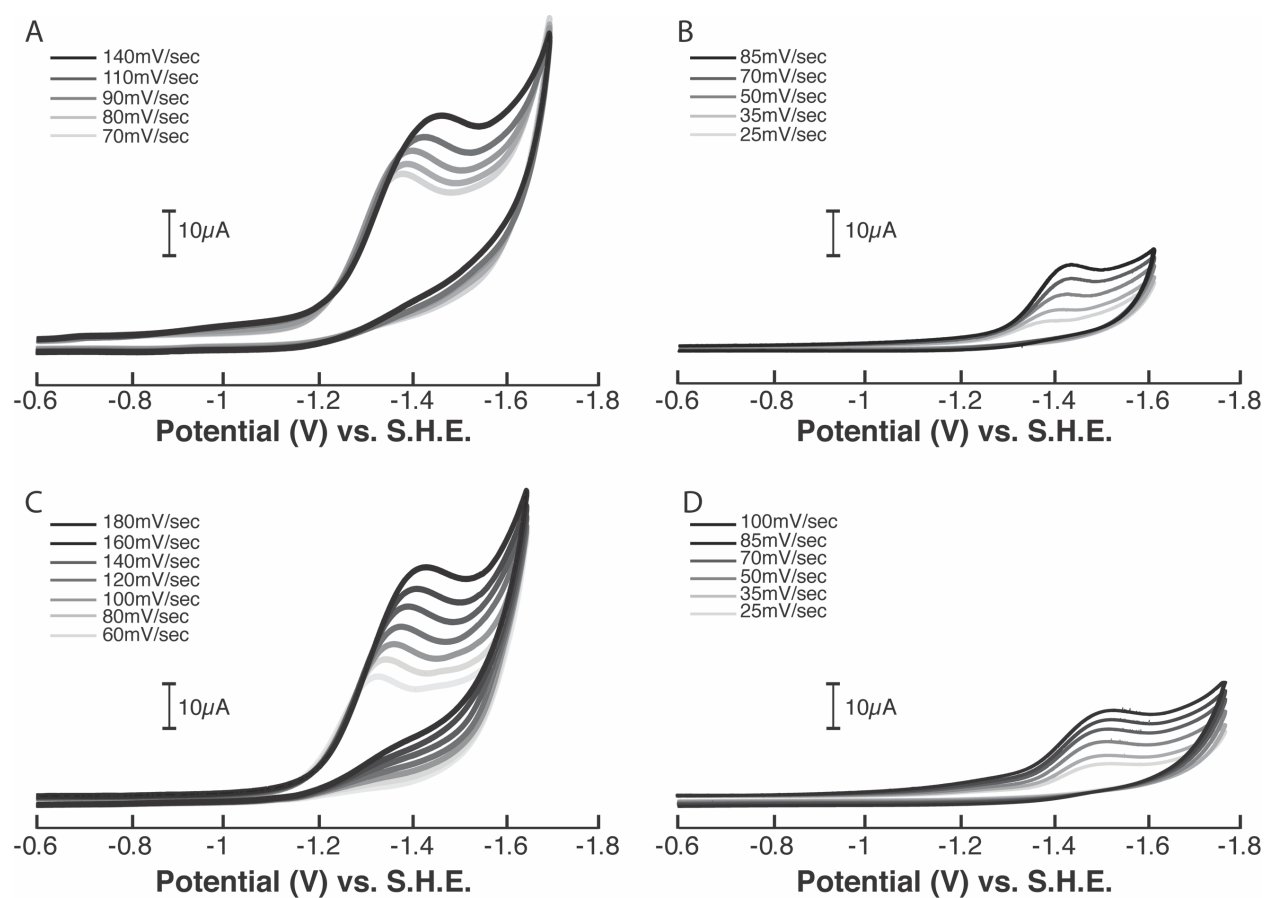 A
140mV/sec
110mV/sec
90mV/sec
80mV/sec
70mV/sec
10µA
-0.6 -0.8 -1 -1.2 -1.4 -1.6 -1.8
Potential (V) vs. S.H.E.
B
85mV/sec
70mV/sec
50mV/sec
35mV/sec
25mV/sec
10µA
-0.6 -0.8 -1 -1.2 -1.4 -1.6 -1.8
Potential (V) vs. S.H.E.
C
180mV/sec
160mV/sec
140mV/sec
120mV/sec
100mV/sec
80mV/sec
60mV/sec
10µA
-0.6 -0.8 -1 -1.2 -1.4 -1.6 -1.8
Potential (V) vs. S.H.E.
D
100mV/sec
85mV/sec
70mV/sec
50mV/sec
35mV/sec
25mV/sec
10µA
-0.6 -0.8 -1 -1.2 -1.4 -1.6 -1.8
Potential (V) vs. S.H.E.